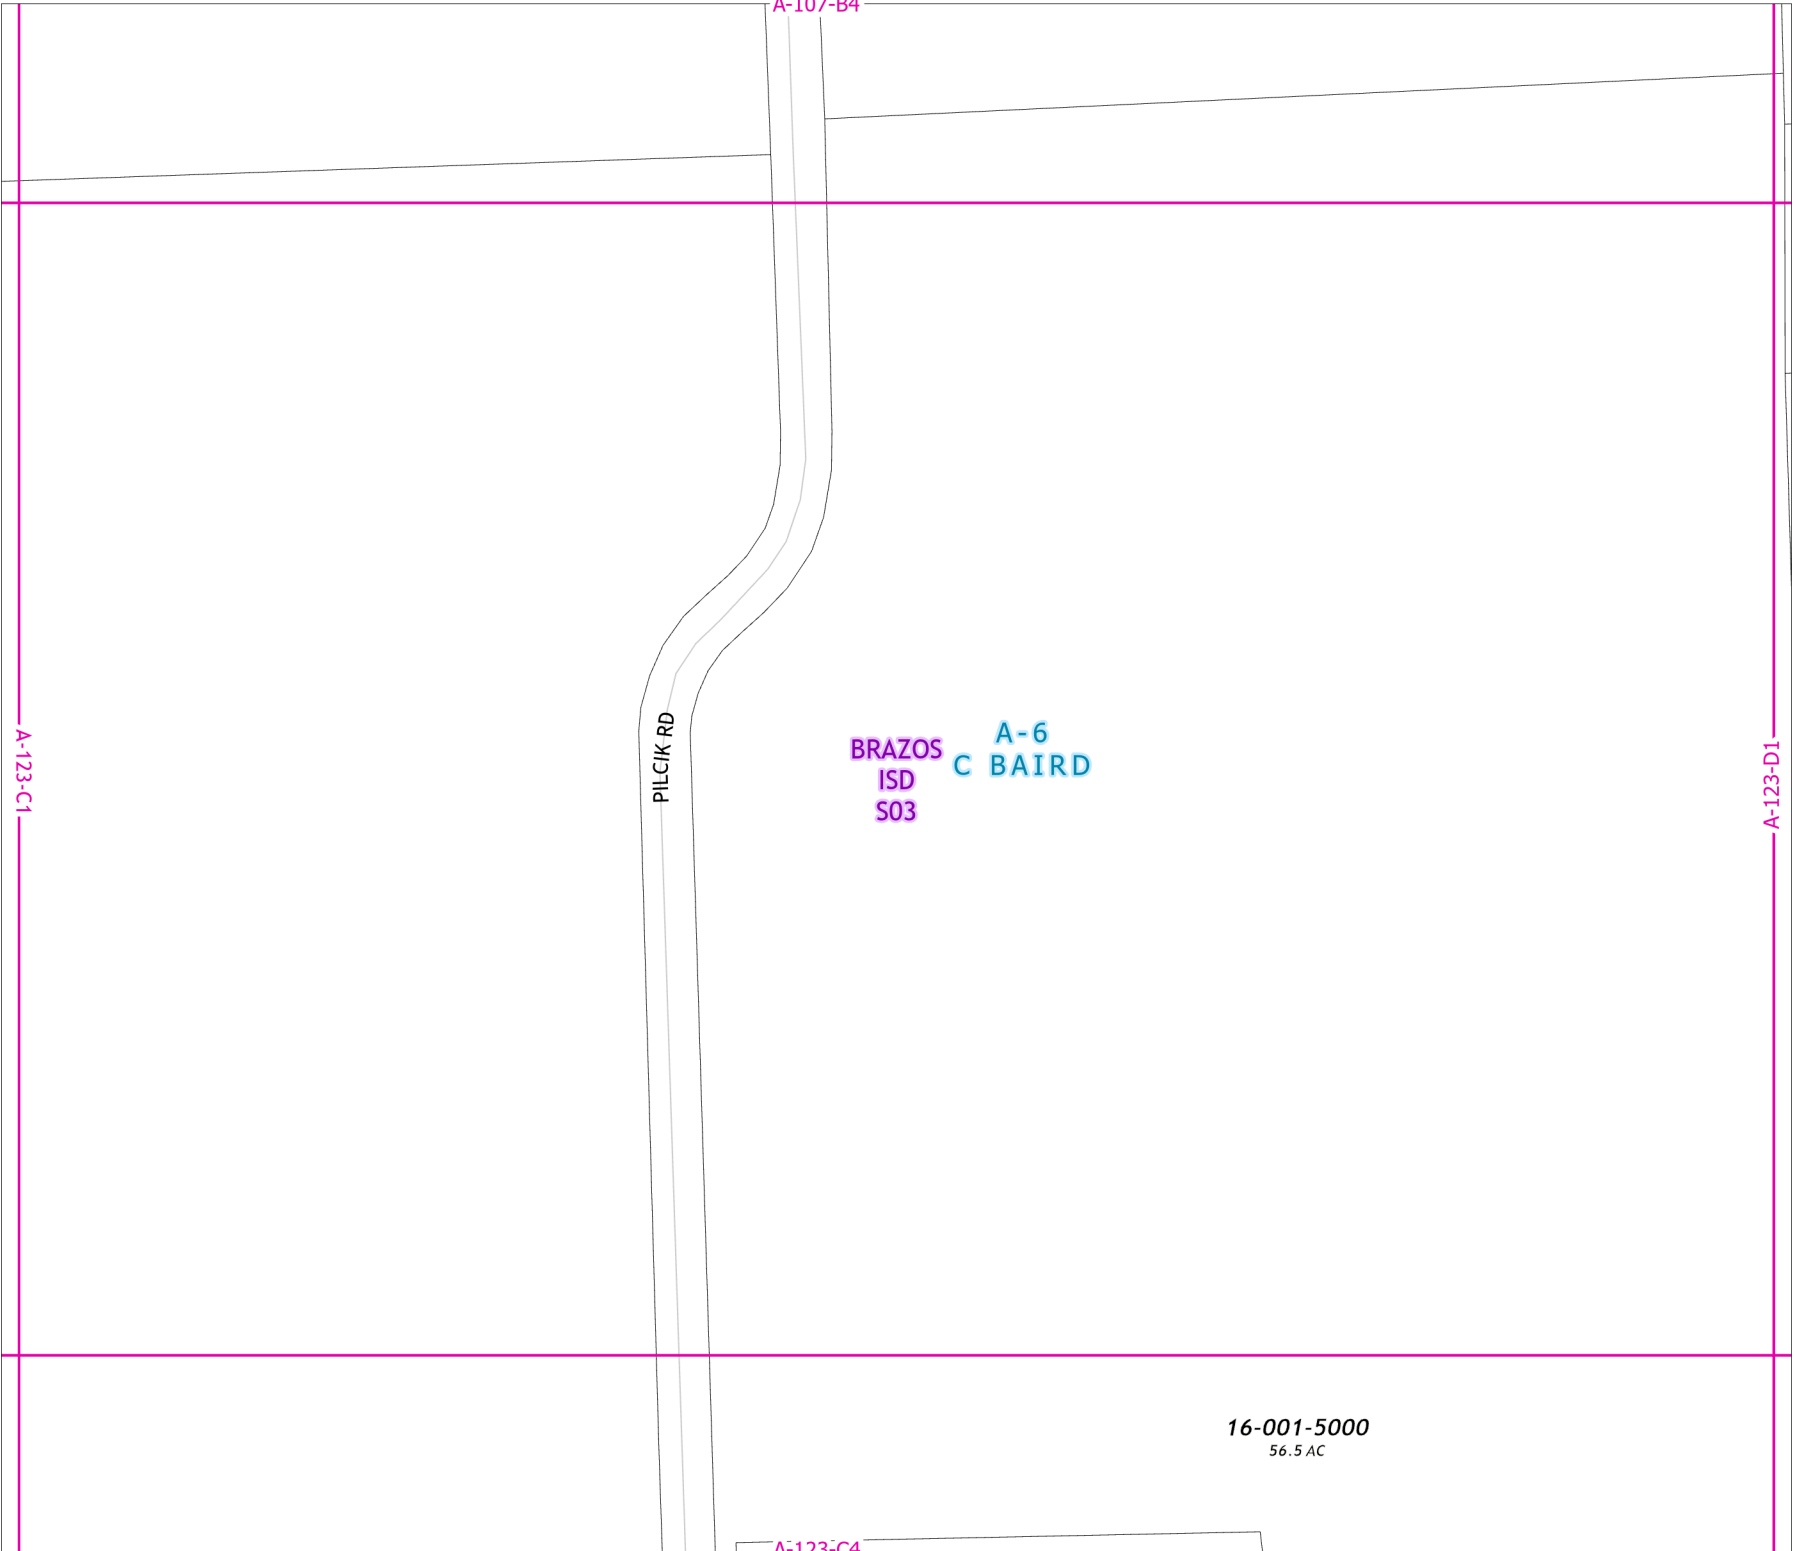 A-107-B4
A-123-C1
PILCIK RD
BRAZOS
ISD
S03
A-6
C BAIRD
A-123-D1
16-001-5000
56.5 AC
A-123-C4